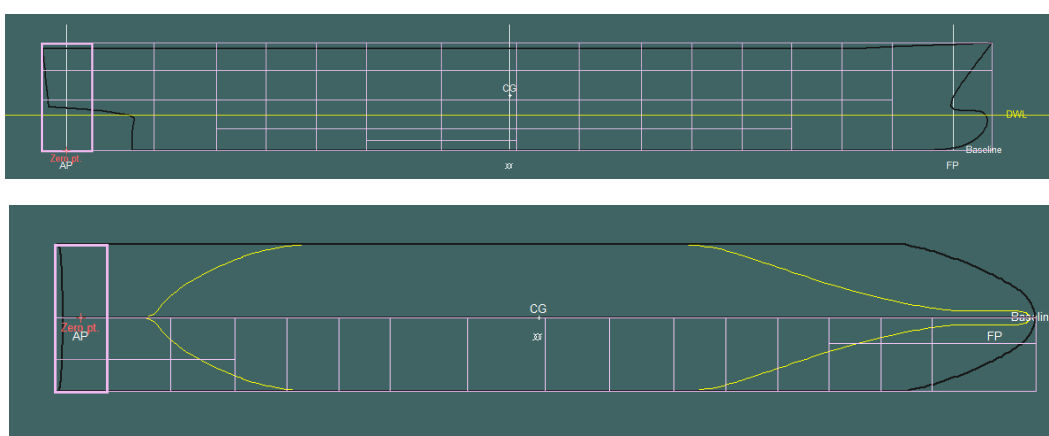 CG
DWL
Zero pt.
Baseline
AP
FP
CG
Zero pt.
Baselin
AP
FP